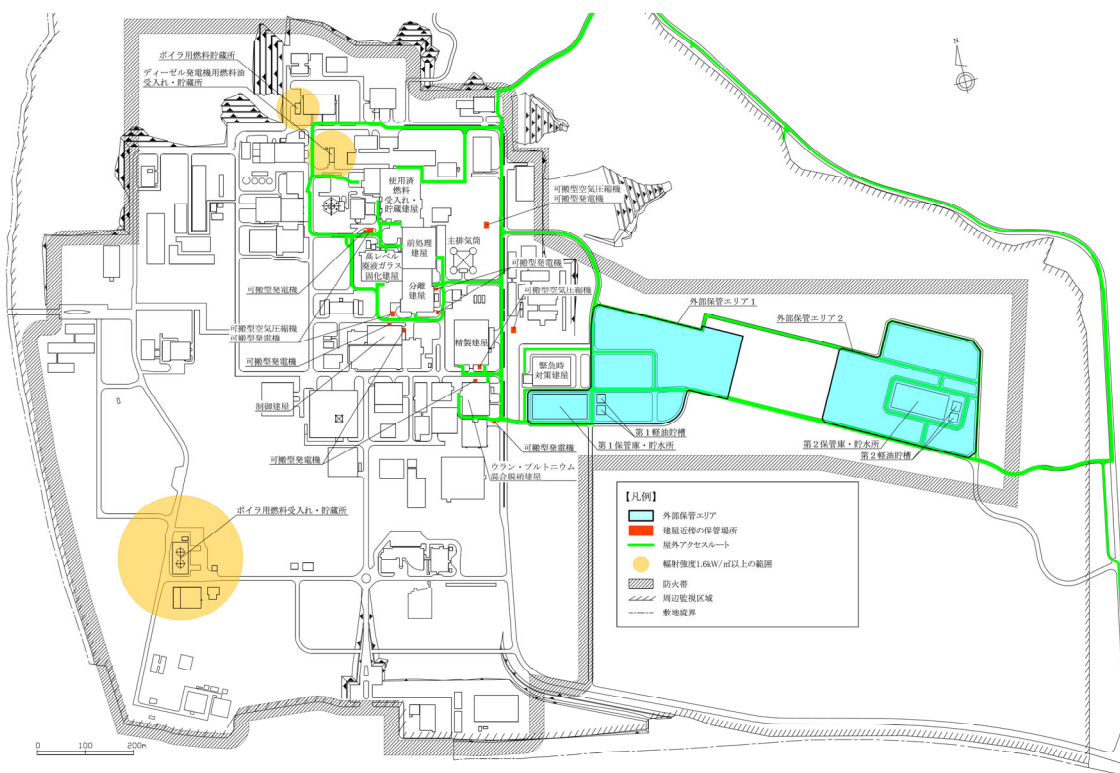 ボイラ用燃料貯蔵所
ディーゼル発電機用燃料油
受入れ・貯蔵所
N
使用済
燃料
受入れ・
貯蔵建屋
可搬型空気圧縮機
可搬型発電機
前処理
建屋
主排気筒
高レベル
廃液ガラス
固化建屋
可搬型発電機
分離
建屋
可搬型発電機
可搬型空気圧縮機
外部保管エリア1
外部保管エリア2
可搬型空気圧縮機
可搬型発電機
精製建屋
可搬型発電機
緊急時
対策建屋
制御建屋
第1軽油貯槽
第1保管庫・貯水所
第2保管庫・貯水所
第2軽油貯槽
可搬型発電機
可搬型発電機
ウラン・プルトニウム
混合脱硝建屋
ボイラ用燃料受入れ・貯蔵所
【凡例】
外部保管エリア
建屋近傍の保管場所
屋外アクセスルート
輻射強度1.6kW/㎡以上の範囲
防火帯
周辺監視区域
敷地境界
0 100 200m